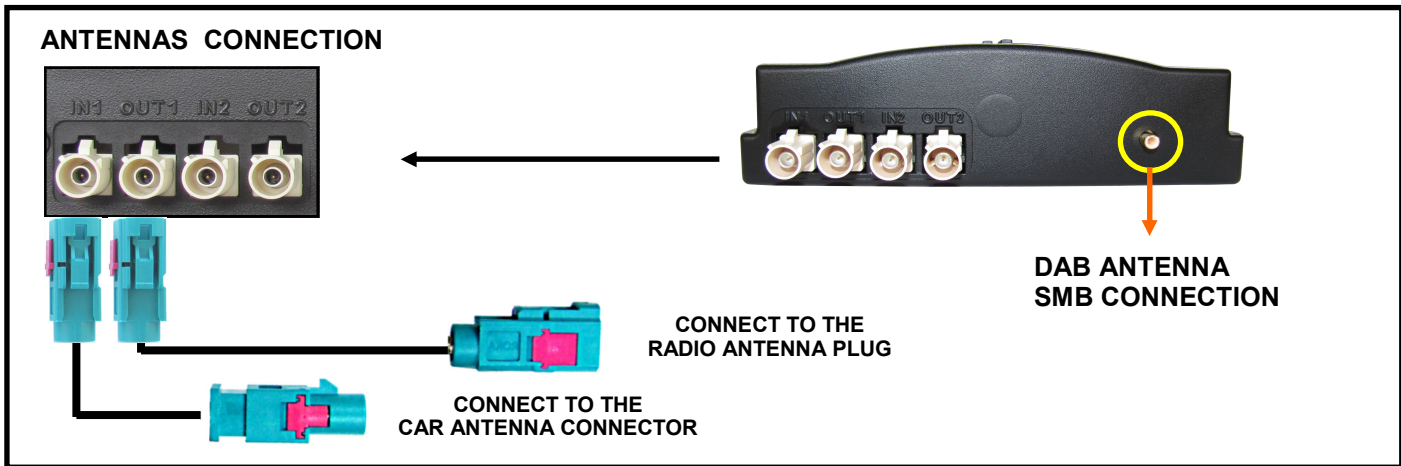 ANTENNAS CONNECTION
IN1 OUT1 IN2 OUT2
IN1 OUT1 IN2 OUT2
DAB ANTENNA
SMB CONNECTION
CONNECT TO THE
RADIO ANTENNA PLUG
CONNECT TO THE
CAR ANTENNA CONNECTOR